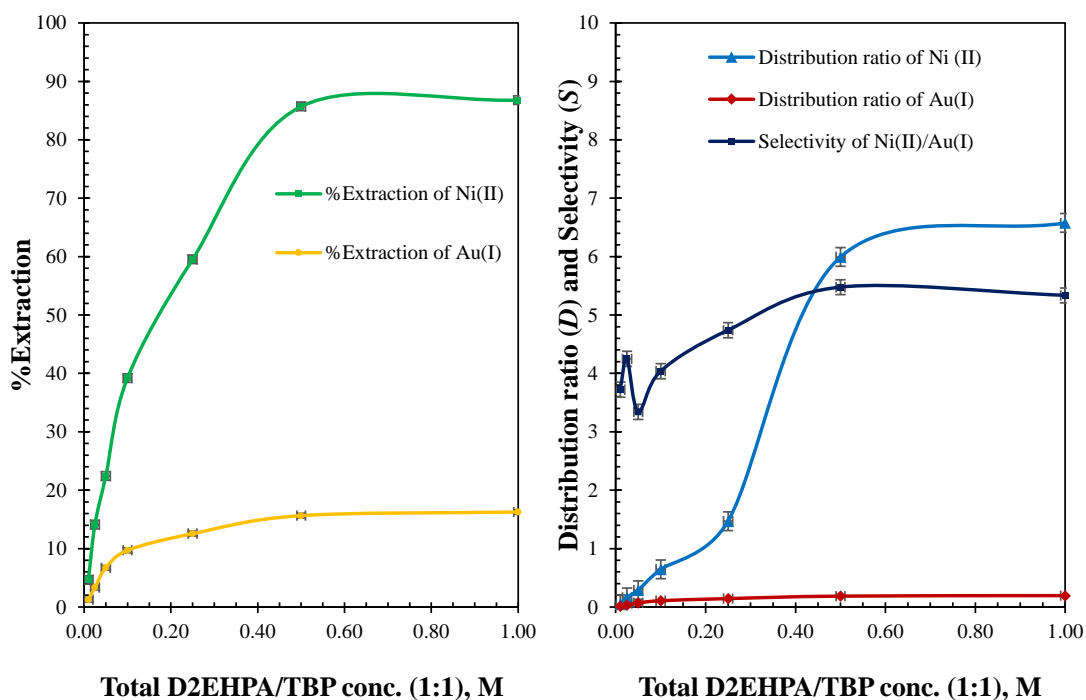 %Extraction
100
90
80
70
60
50
40
30
20
10
0
0.00 0.20 0.40 0.60 0.80 1.00
%Extraction of Ni(II)
%Extraction of Au(I)
Total D2EHPA/TBP conc. (1:1), M
Distribution ratio (D) and Selectivity (S)
10
9
8
7
6
5
4
3
2
1
0
0.00 0.20 0.40 0.60 0.80 1.00
Distribution ratio of Ni (II)
Distribution ratio of Au(I)
Selectivity of Ni(II)/Au(I)
Total D2EHPA/TBP conc. (1:1), M